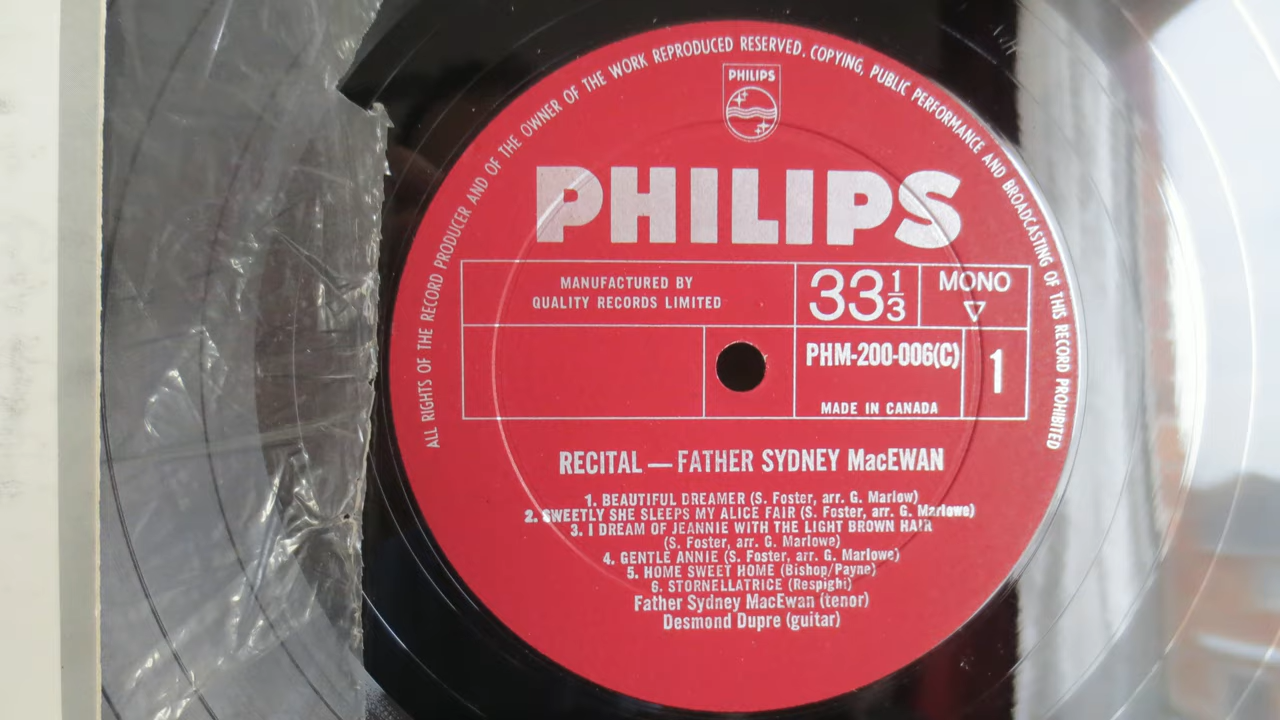 ALL RIGHTS OF THE RECORD PRODUCER AND OF THE OWNER OF THE WORK REPRODUCED RESERVED. COPYING, PUBLIC PERFORMANCE AND BROADCASTING OF THIS RECORD PROHIBITED
PHILIPS
PHILIPS
MANUFACTURED BY
QUALITY RECORDS LIMITED
33 1/3
MONO
PHM-200-006(C)
1
MADE IN CANADA
RECITAL — FATHER SYDNEY MacEWAN
1. BEAUTIFUL DREAMER (S. Foster, arr. G. Marlow)
2. SWEETLY SHE SLEEPS MY ALICE FAIR (S. Foster, arr. G. Marlowe)
3. I DREAM OF JEANNIE WITH THE LIGHT BROWN HAIR
(S. Foster, arr. G. Marlowe)
4. GENTLE ANNIE (S. Foster, arr. G. Marlowe)
5. HOME SWEET HOME (Bishop/Payne)
6. STORNELLATRICE (Respighi)
Father Sydney MacEwan (tenor)
Desmond Dupre (guitar)